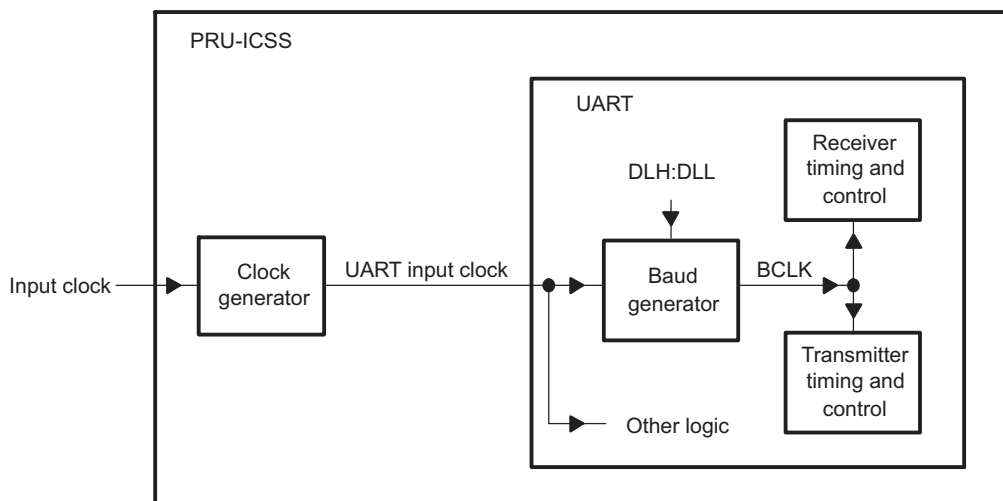 PRU-ICSS
UART
Receiver
timing and
control
DLH:DLL
Input clock
Clock
generator
UART input clock
Baud
generator
BCLK
Transmitter
timing and
control
Other logic